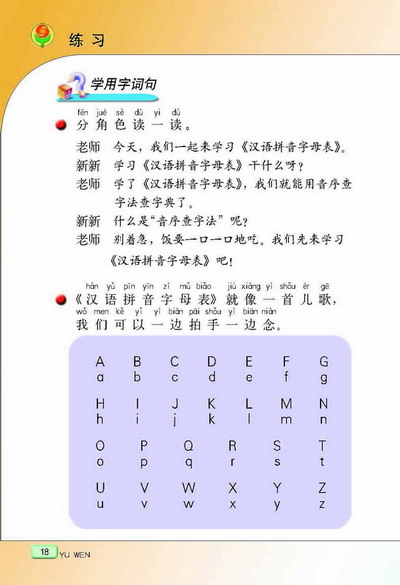 练习
学用字词句
fēn jué sè dú yi dú
分角色读一读。
老师 今天，我们一起来学习《汉语拼音字母表》。
新新 学习《汉语拼音字母表》干什么呀？
老师 学了《汉语拼音字母表》，我们就能用音序查
字法查字典了。
新新 什么是“音序查字法”呢？
老师 别着急，饭要一口一口地吃。我们先来学习
《汉语拼音字母表》吧！
hàn yǔ pīn yīn zì mǔ biǎo jiù xiàng yì shǒu ér gē
《汉语拼音字母表》就像一首儿歌，
wǒ men kě yǐ yì biān pāi shǒu yì biān niàn
我们可以一边拍手一边念。
A B C D E F G
a b c d e f g
H I J K L M N
h i j k l m n
O P Q R S T
o p q r s t
U V W X Y Z
u v w x y z
18 YU WEN